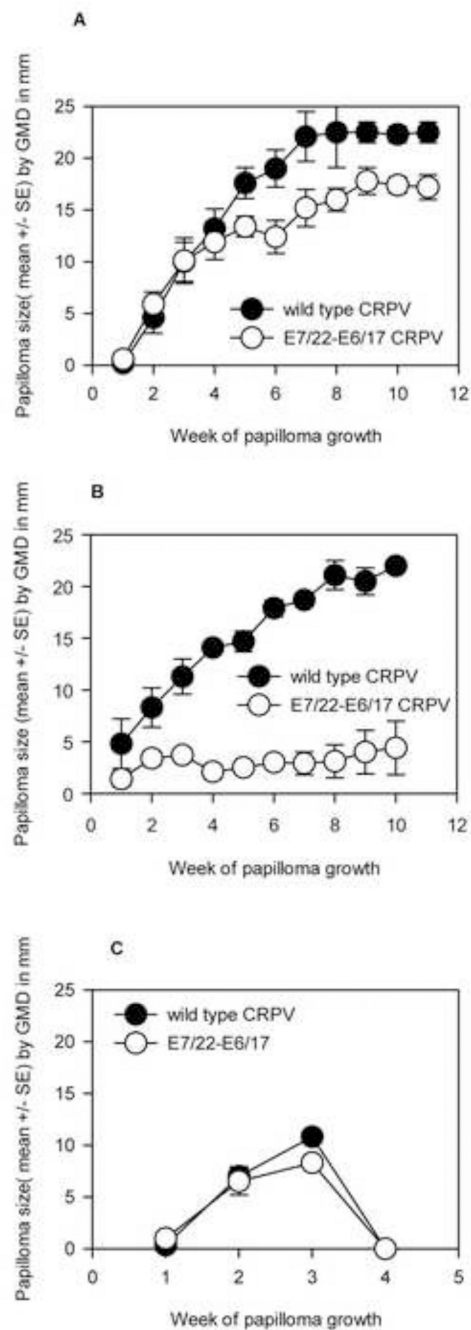 A
Papilloma size( mean +/- SE) by GMD in mm
25
20
15
10
5
0
wild type CRPV
E7/22-E6/17 CRPV
0 2 4 6 8 10 12
Week of papilloma growth
B
Papilloma size (mean +/- SE) by GMD in mm
25
20
15
10
5
0
wild type CRPV
E7/22-E6/17 CRPV
0 2 4 6 8 10 12
Week of papilloma growth
C
Papilloma size( mean +/- SE) by GMD in mm
25
20
15
10
5
0
wild type CRPV
E7/22-E6/17
0 1 2 3 4 5
Week of papilloma growth